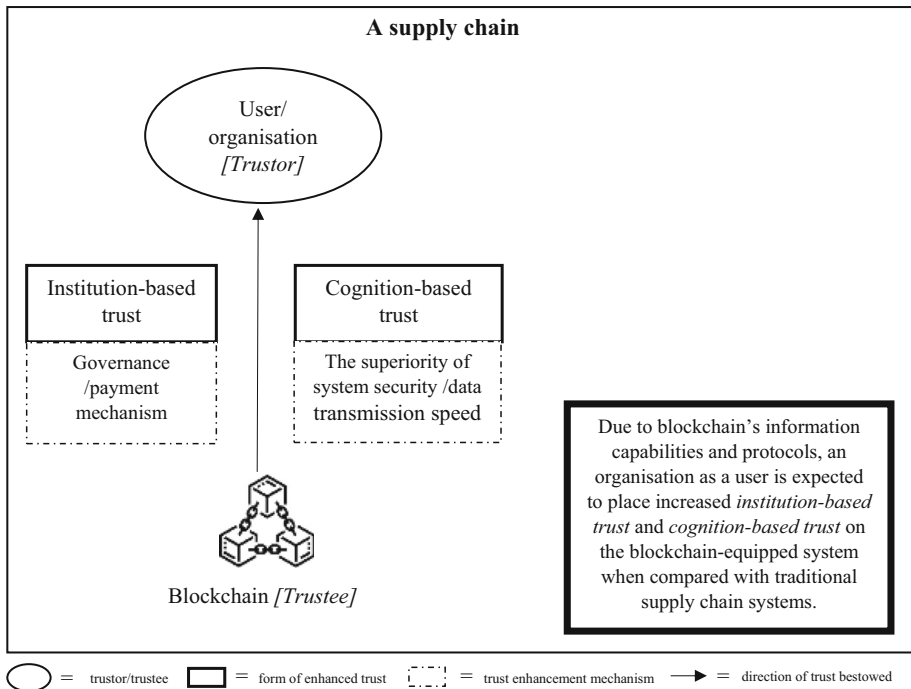 A supply chain
User/
organisation
[Trustor]
Institution-based
trust
Governance
/payment
mechanism
Cognition-based
trust
The superiority of
system security /data
transmission speed
Blockchain [Trustee]
Due to blockchain's information
capabilities and protocols, an
organisation as a user is expected
to place increased institution-based
trust and cognition-based trust on
the blockchain-equipped system
when compared with traditional
supply chain systems.
= trustor/trustee = form of enhanced trust = trust enhancement mechanism = direction of trust bestowed